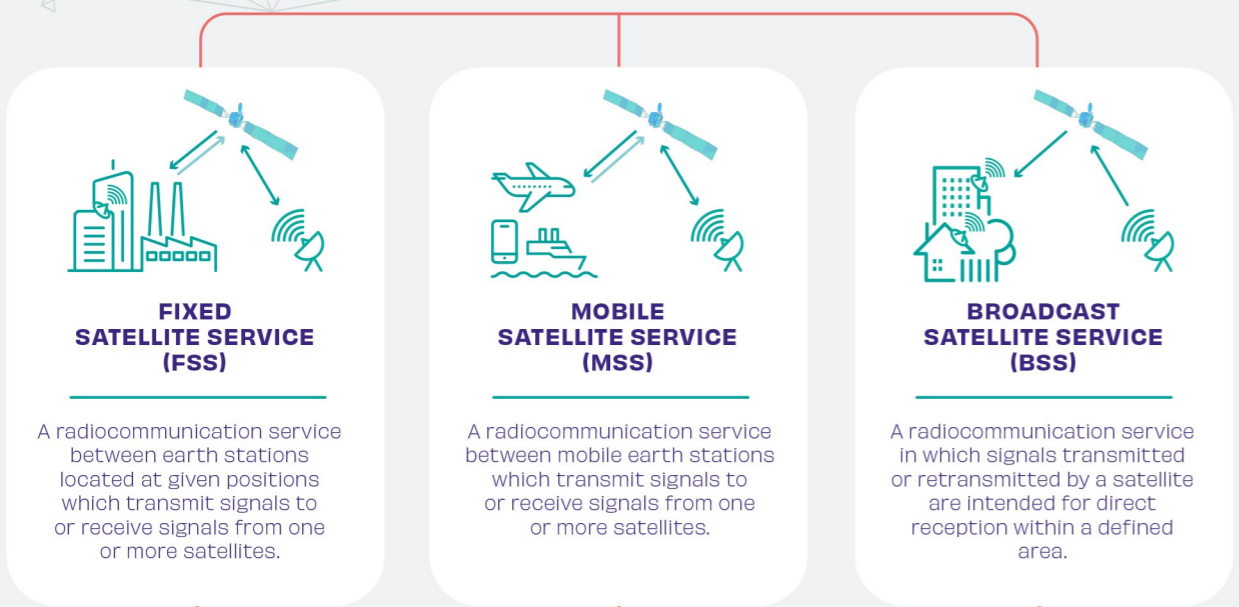 FIXED
SATELLITE SERVICE
(FSS)
A radiocommunication service
between earth stations
located at given positions
which transmit signals to
or receive signals from one
or more satellites.
MOBILE
SATELLITE SERVICE
(MSS)
A radiocommunication service
between mobile earth stations
which transmit signals to
or receive signals from one
or more satellites.
BROADCAST
SATELLITE SERVICE
(BSS)
A radiocommunication service
in which signals transmitted
or retransmitted by a satellite
are intended for direct
reception within a defined
area.